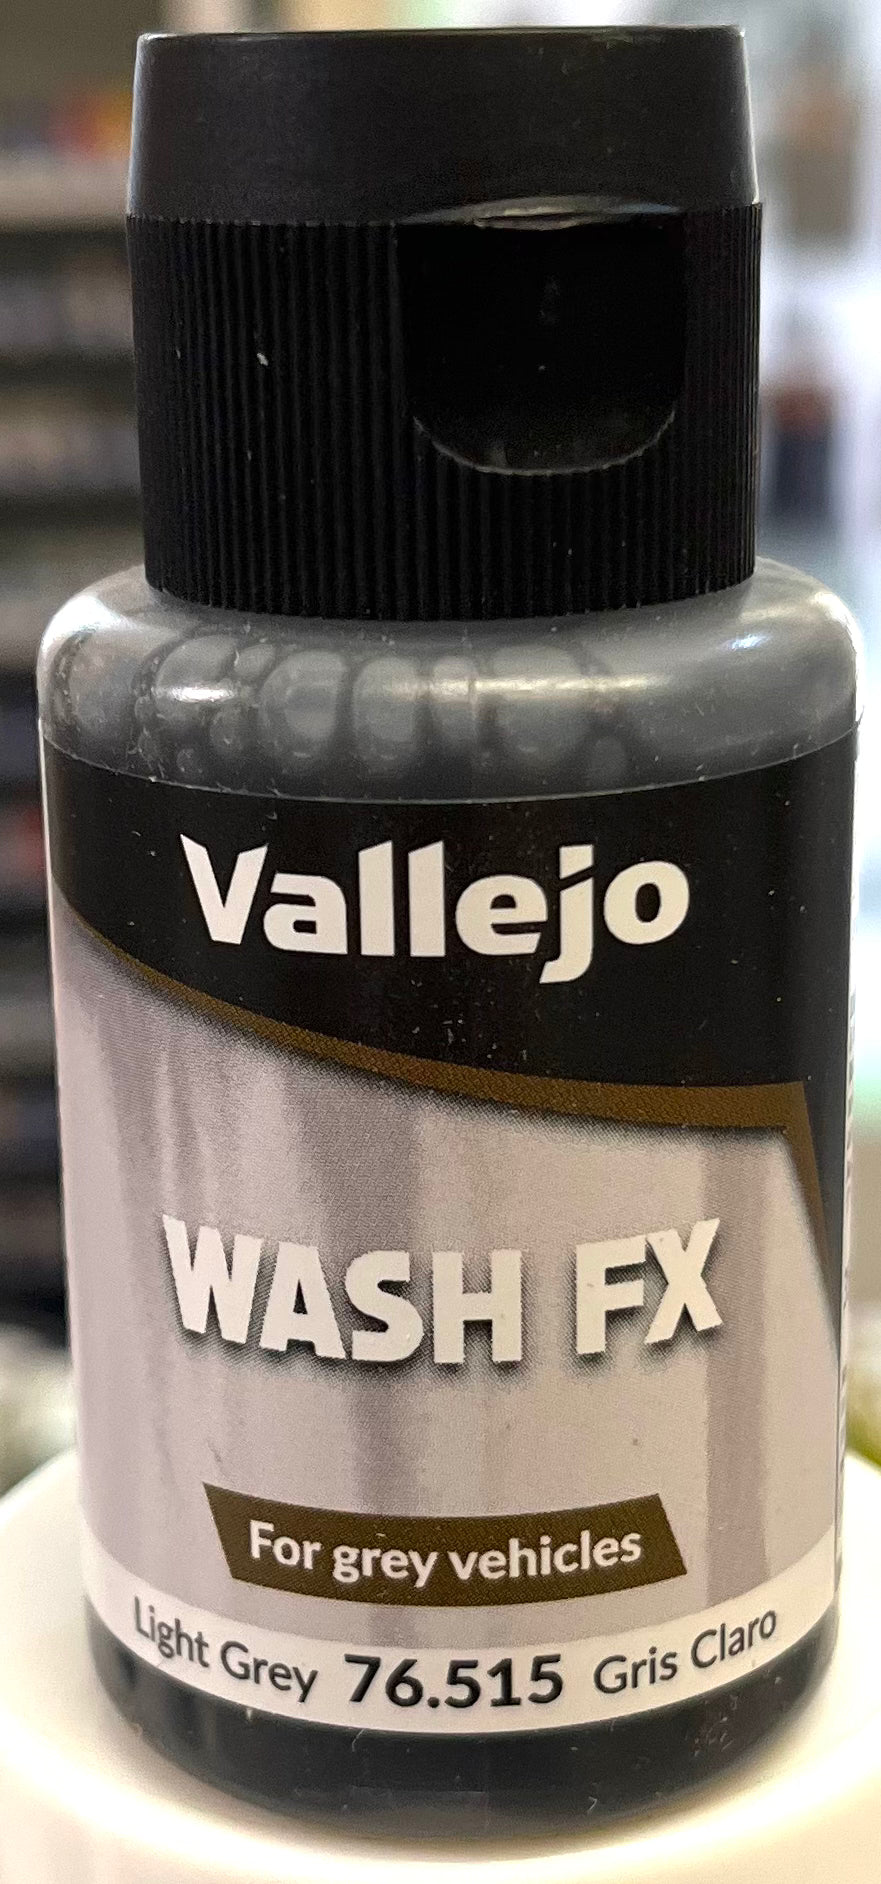 Vallejo
WASH FX
For grey vehicles
Light Grey 76.515 Gris Claro